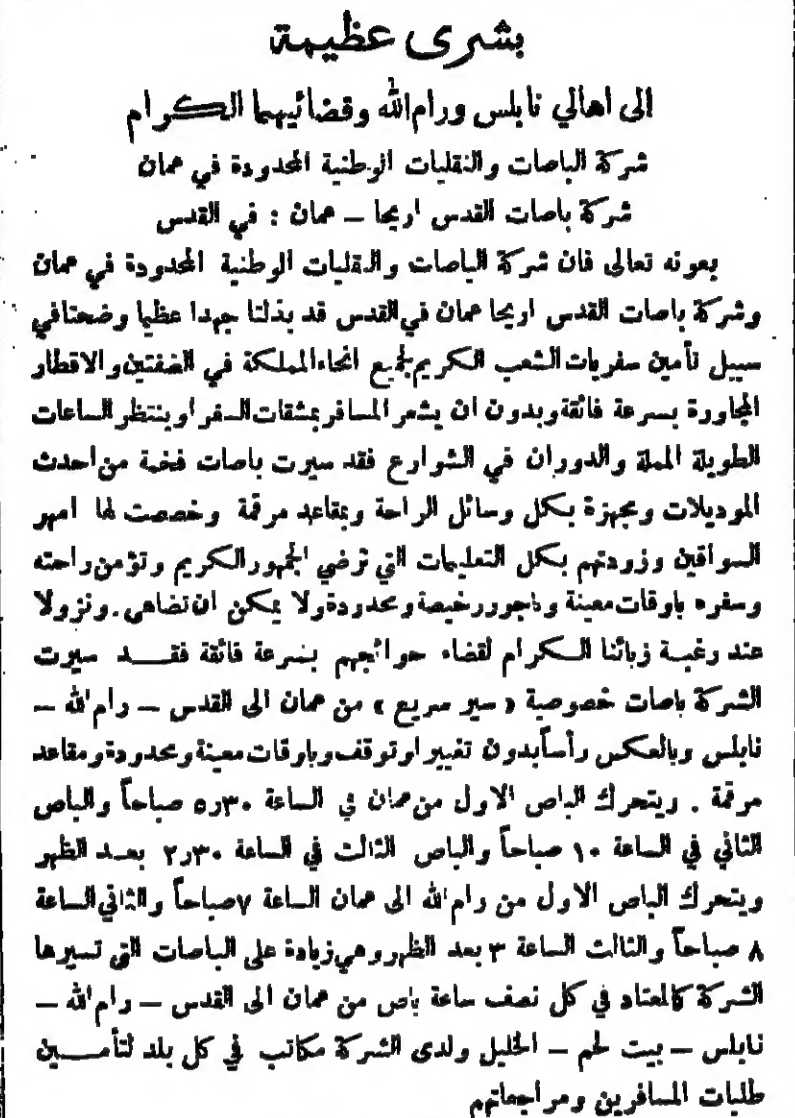 بشرى عظيمة
الى اهالي نابلس ورام الله وقضائيهما الكرام
شركة الباصات والنقليات الوطنية المحدودة في عمان
شركة باصات القدس اريحا – عمان : في القدس
بعونه تعالى فان شركة الباصات والنقليات الوطنية المحدودة في عمان
وشركة باصات القدس اريحا عمان في القدس قد بذلتا جهدا عظيما وضحتا في
سبيل تأمين سفريات الشعب الكريم لجميع انحاء المملكة في الضفتين والاقطار
المجاورة بسرعة فائقة وبدون ان يشعر المسافر بمشقات السفر او ينتظر الساعات
الطويلة المملة والدوران في الشوارع فقد سيرت باصات فخمة من احدث
الموديلات ومجهزة بكل وسائل الراحة وبمقاعد مرقمة وخصصت لها امهر
السواقين وزودتهم بكل التعليمات التي ترضي الجمهور الكريم وتؤمن راحته
وسفره باوقات معينة وباجور رخيصة ومحدودة ولا يمكن ان تضاهى . ونزولا
عند رغبة زبائننا الكرام لقضاء حوائجهم بسرعة فائقة فقد سيرت
الشركة باصات خصوصية « سير سريع » من عمان الى القدس – رام الله –
نابلس وبالعكس رأساً بدون تغيير او توقف وباوقات معينة ومحدودة ومقاعد
مرقمة . ويتحرك الباص الاول من عمان في الساعة ٥٫٣٠ صباحاً والباص
الثاني في الساعة ١٠ صباحاً والباص الثالث في الساعة ٢٫٣٠ بعد الظهر
ويتحرك الباص الاول من رام الله الى عمان الساعة ٧ صباحاً والثاني الساعة
٨ صباحاً والثالث الساعة ٣ بعد الظهر وهي زيادة على الباصات التي تسيرها
الشركة كالمعتاد في كل نصف ساعة باص من عمان الى القدس – رام الله –
نابلس – بيت لحم – الخليل ولدى الشركة مكاتب في كل بلد لتأمين
طلبات المسافرين ومراجعاتهم